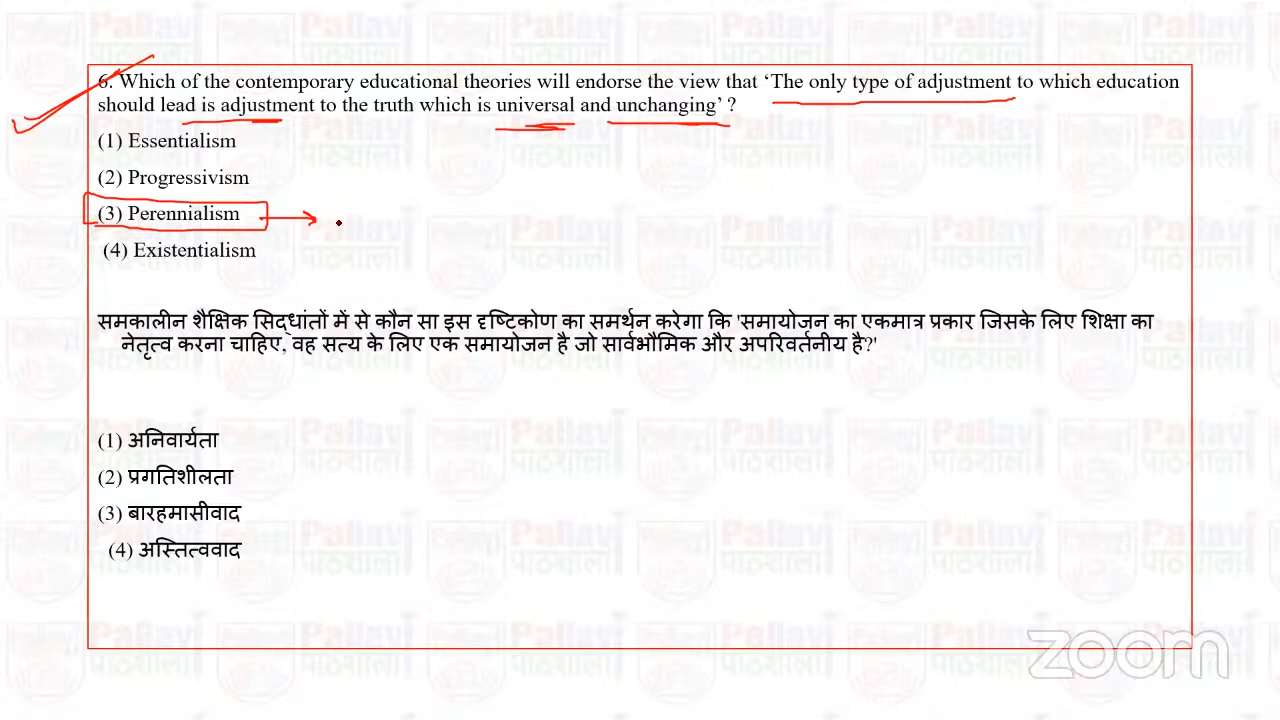 6. Which of the contemporary educational theories will endorse the view that ‘The only type of adjustment to which education
should lead is adjustment to the truth which is universal and unchanging’ ?
(1) Essentialism
(2) Progressivism
(3) Perennialism
(4) Existentialism
समकालीन शैक्षिक सिद्धांतों में से कौन सा इस दृष्टिकोण का समर्थन करेगा कि 'समायोजन का एकमात्र प्रकार जिसके लिए शिक्षा का
नेतृत्व करना चाहिए, वह सत्य के लिए एक समायोजन है जो सार्वभौमिक और अपरिवर्तनीय है?'
(1) अनिवार्यता
(2) प्रगतिशीलता
(3) बारहमासीवाद
(4) अस्तित्ववाद
zoom